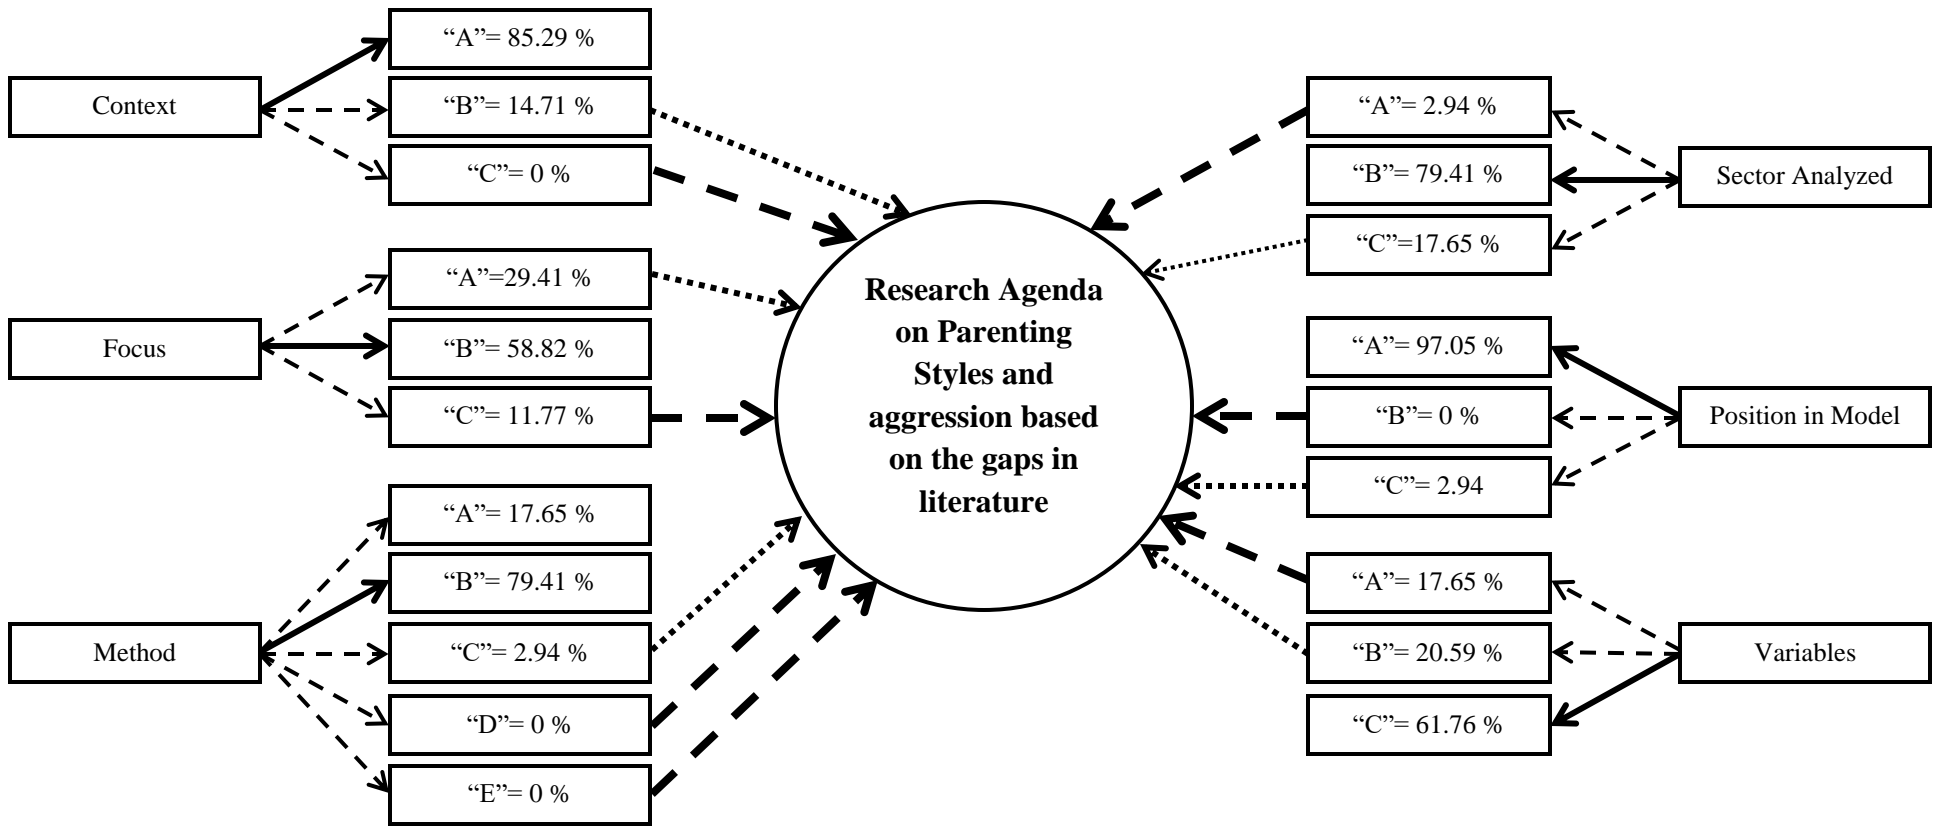 Context
“A”= 85.29 %
“B”= 14.71 %
“C”= 0 %
Focus
“A”=29.41 %
“B”= 58.82 %
“C”= 11.77 %
Method
“A”= 17.65 %
“B”= 79.41 %
“C”= 2.94 %
“D”= 0 %
“E”= 0 %
Research Agenda
on Parenting
Styles and
aggression based
on the gaps in
literature
“A”= 2.94 %
“B”= 79.41 %
“C”=17.65 %
Sector Analyzed
“A”= 97.05 %
“B”= 0 %
“C”= 2.94
Position in Model
“A”= 17.65 %
“B”= 20.59 %
“C”= 61.76 %
Variables